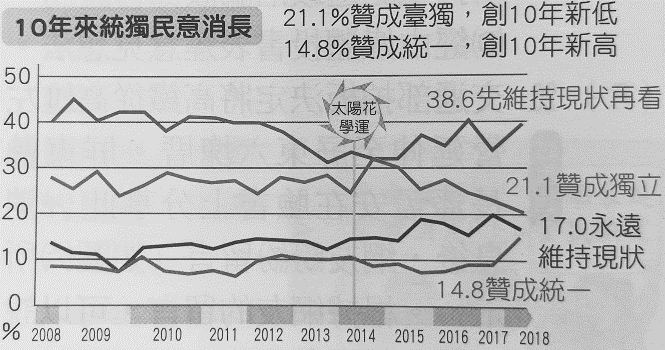 10年來統獨民意消長
21.1%贊成臺獨，創10年新低
14.8%贊成統一，創10年新高
50
40
30
20
10
0
%
太陽花
學運
38.6先維持現狀再看
21.1贊成獨立
17.0永遠
維持現狀
14.8贊成統一
2008 2009 2010 2011 2012 2013 2014 2015 2016 2017 2018